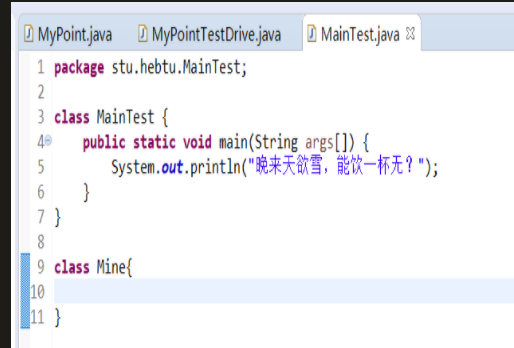 MyPoint.java MyPointTestDrive.java MainTest.java
1 package stu.hebtu.MainTest;
2
3 class MainTest {
4 public static void main(String args[]) {
5 System.out.println("晚来天欲雪，能饮一杯无？");
6 }
7 }
8
9 class Mine{
10
11 }